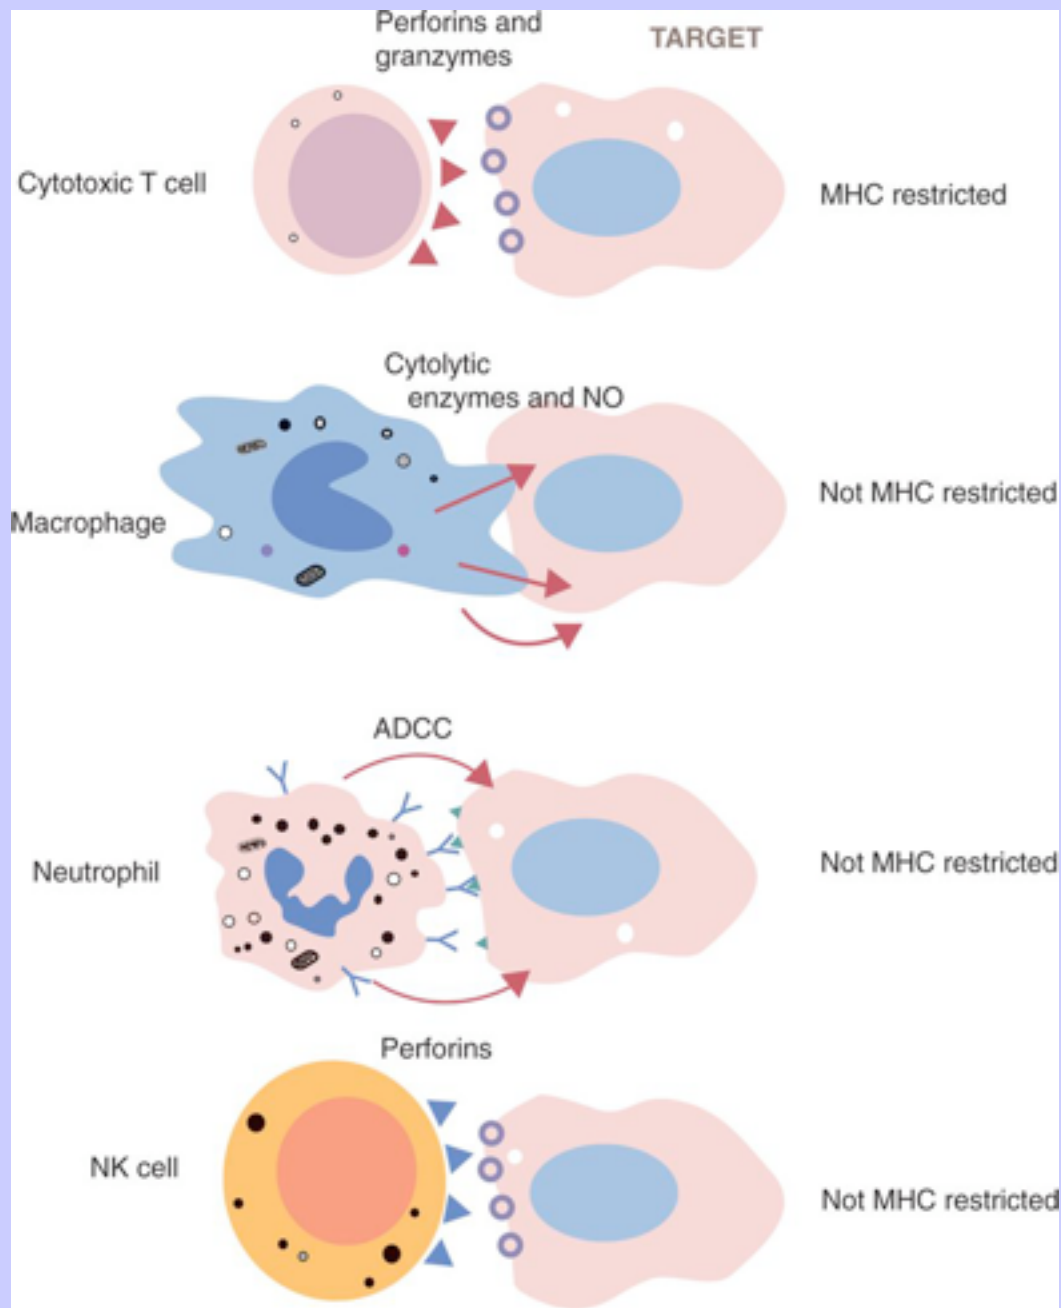 Perforins and
granzymes
TARGET
Cytotoxic T cell
MHC restricted
Cytolytic
enzymes and NO
Macrophage
Not MHC restricted
ADCC
Neutrophil
Not MHC restricted
Perforins
NK cell
Not MHC restricted